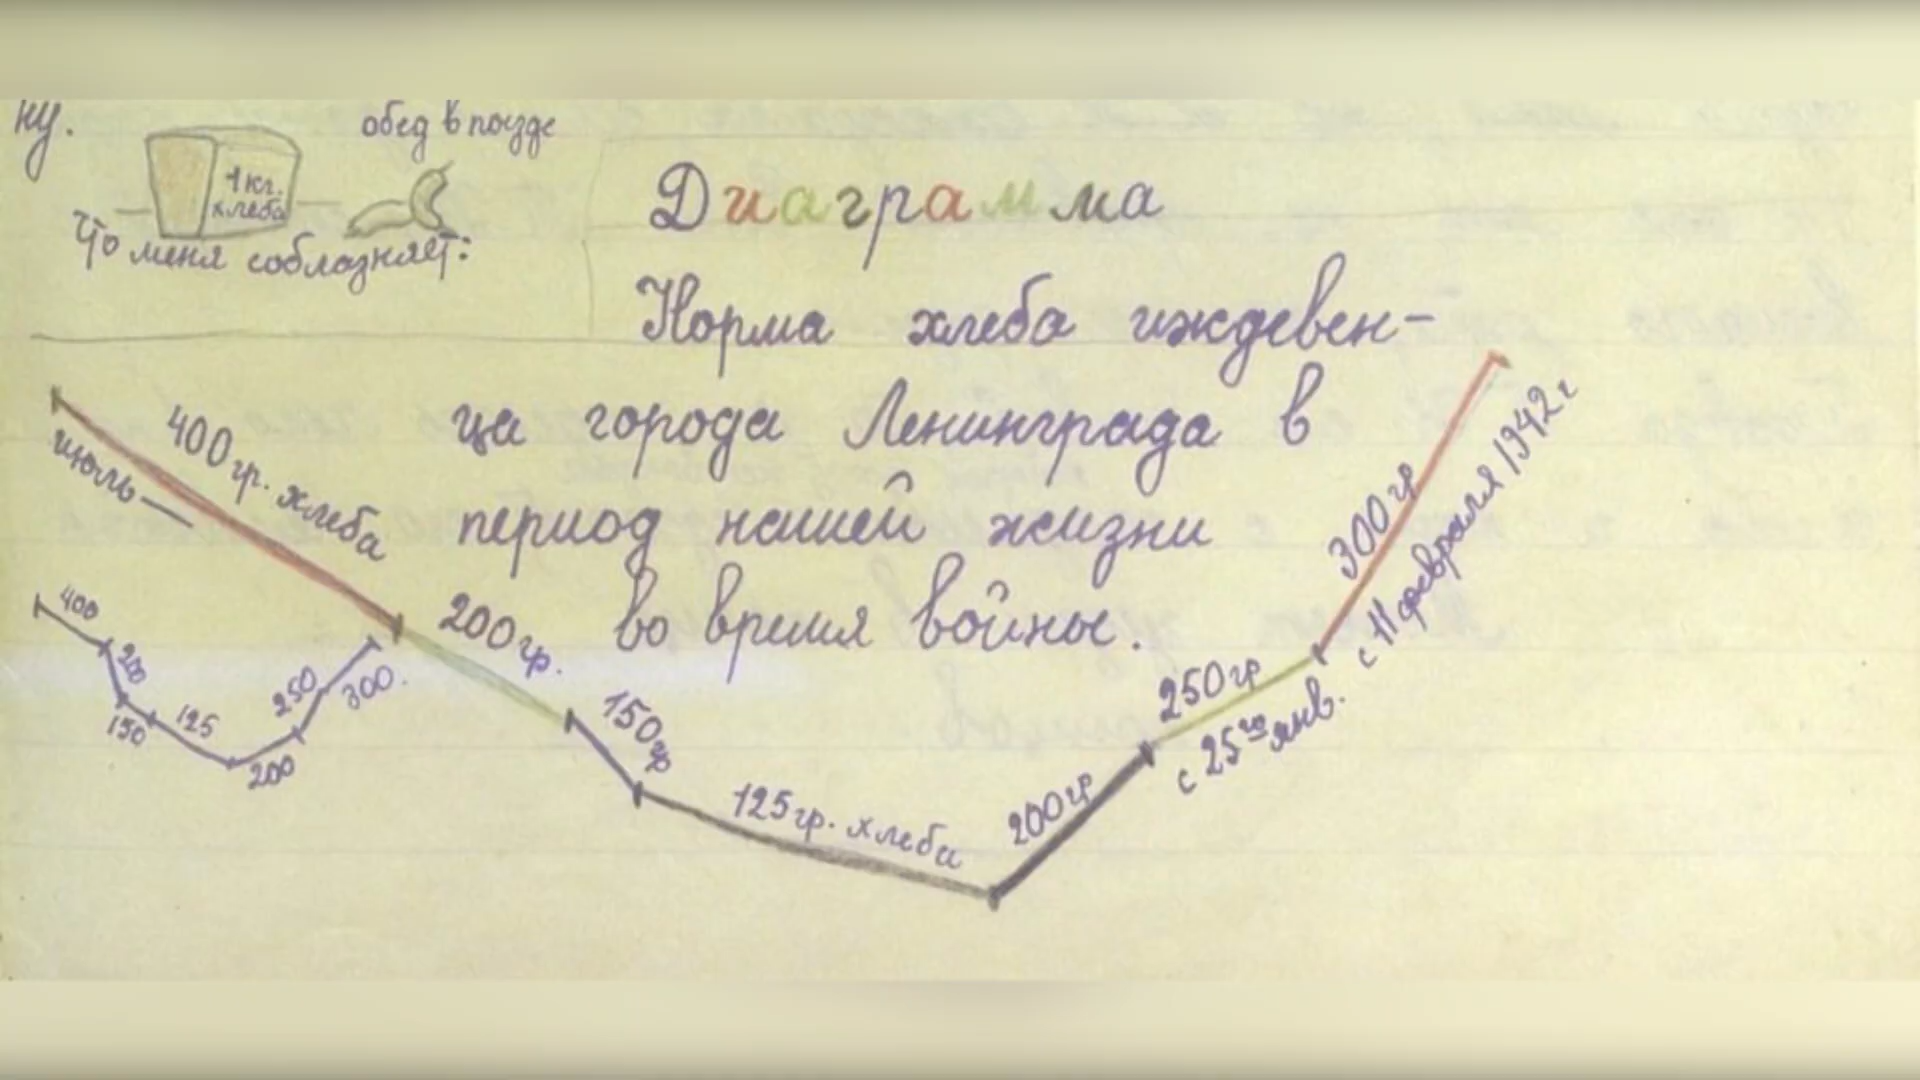 ну.
обед в поезде
1 кг.
хлеба
Что меня соблазняет:
Диаграмма
Норма хлеба иждевен-
ца города Ленинграда в
период нашей жизни
во время войны.
400 гр. хлеба
июль —
200 гр.
150 гр
125 гр. хлеба
200 гр
250 гр
с 25го янв.
300 гр
с 11 февраля 1942 г
400
200
150
125
200
250
300.